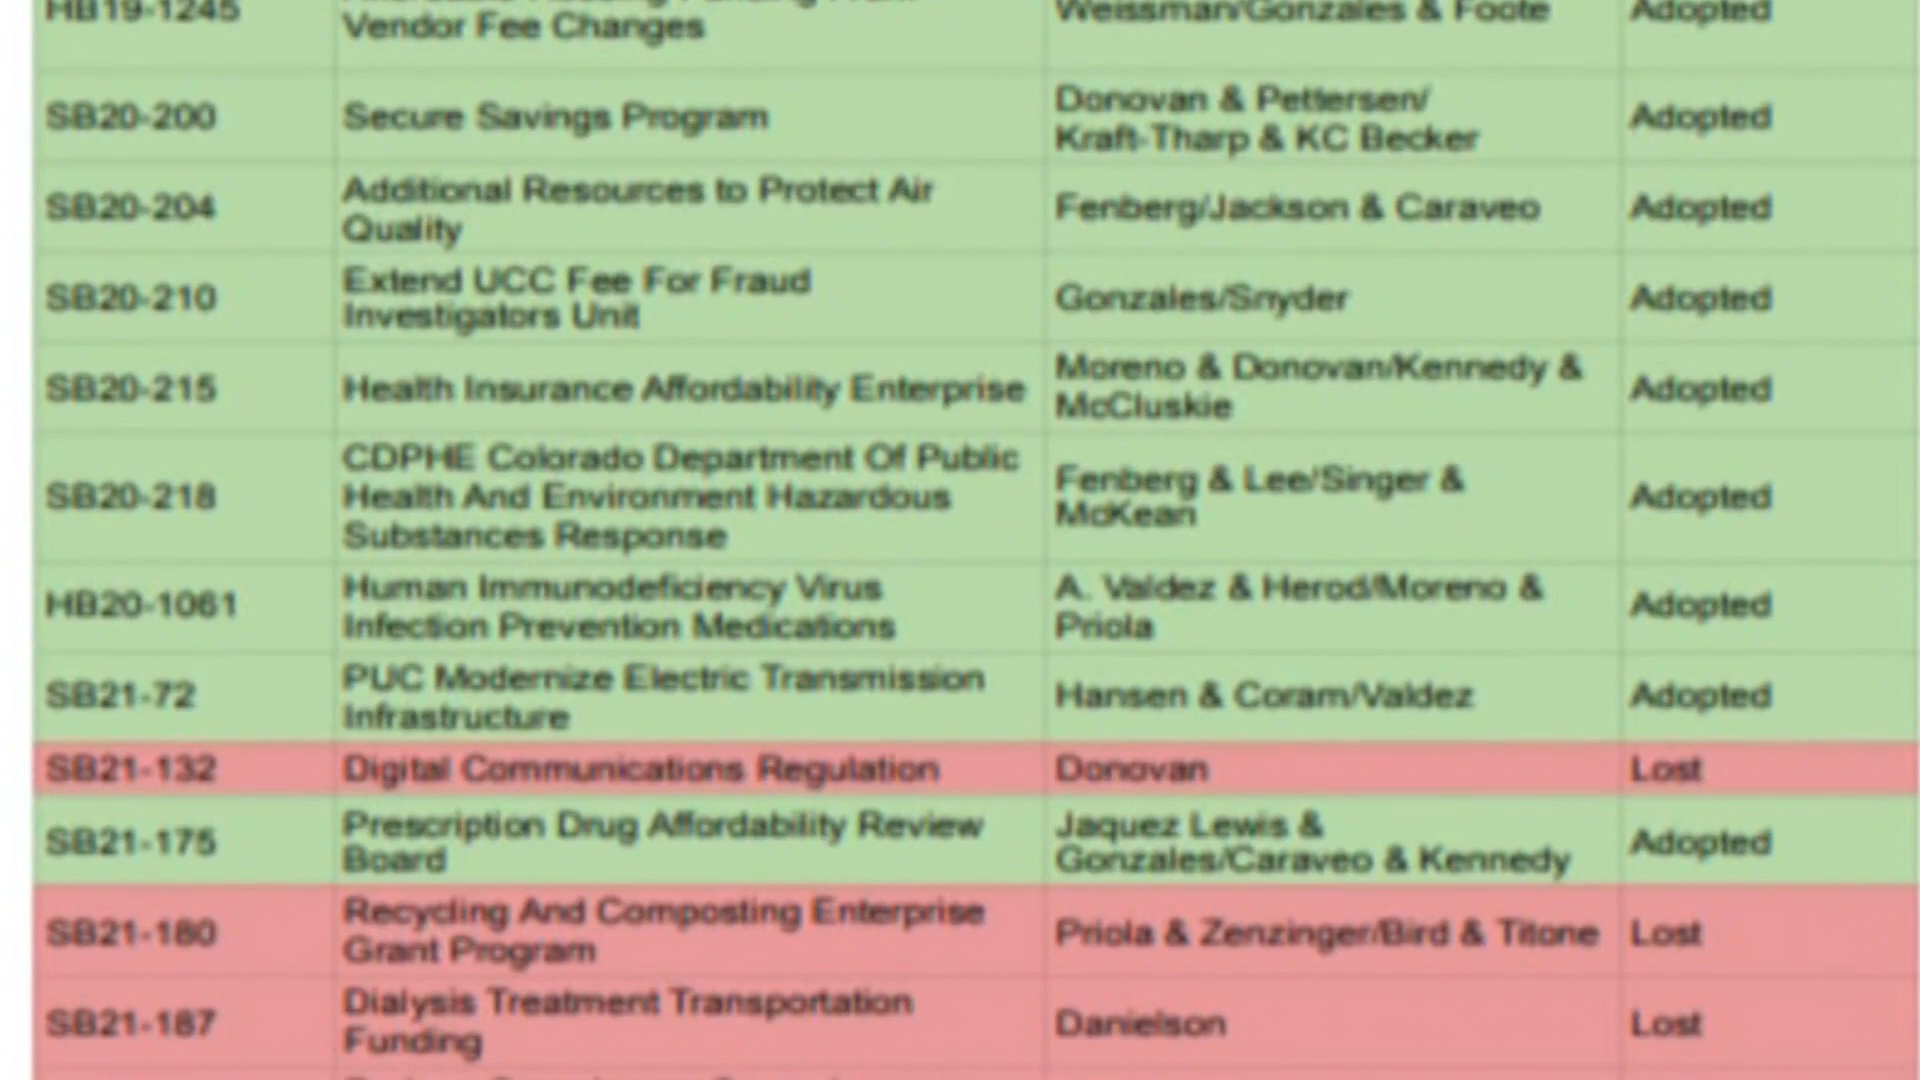 HB19-1245
Vendor Fee Changes
Weissman/Gonzales & Foote
Adopted
SB20-200
Secure Savings Program
Donovan & Pettersen/
Kraft-Tharp & KC Becker
Adopted
SB20-204
Additional Resources to Protect Air
Quality
Fenberg/Jackson & Caraveo
Adopted
SB20-210
Extend UCC Fee For Fraud
Investigators Unit
Gonzales/Snyder
Adopted
SB20-215
Health Insurance Affordability Enterprise
Moreno & Donovan/Kennedy &
McCluskie
Adopted
SB20-218
CDPHE Colorado Department Of Public
Health And Environment Hazardous
Substances Response
Fenberg & Lee/Singer &
McKean
Adopted
HB20-1061
Human Immunodeficiency Virus
Infection Prevention Medications
A. Valdez & Herod/Moreno &
Priola
Adopted
SB21-72
PUC Modernize Electric Transmission
Infrastructure
Hansen & Coram/Valdez
Adopted
SB21-132
Digital Communications Regulation
Donovan
Lost
SB21-175
Prescription Drug Affordability Review
Board
Jaquez Lewis &
Gonzales/Caraveo & Kennedy
Adopted
SB21-180
Recycling And Composting Enterprise
Grant Program
Priola & Zenzinger/Bird & Titone
Lost
SB21-187
Dialysis Treatment Transportation
Funding
Danielson
Lost